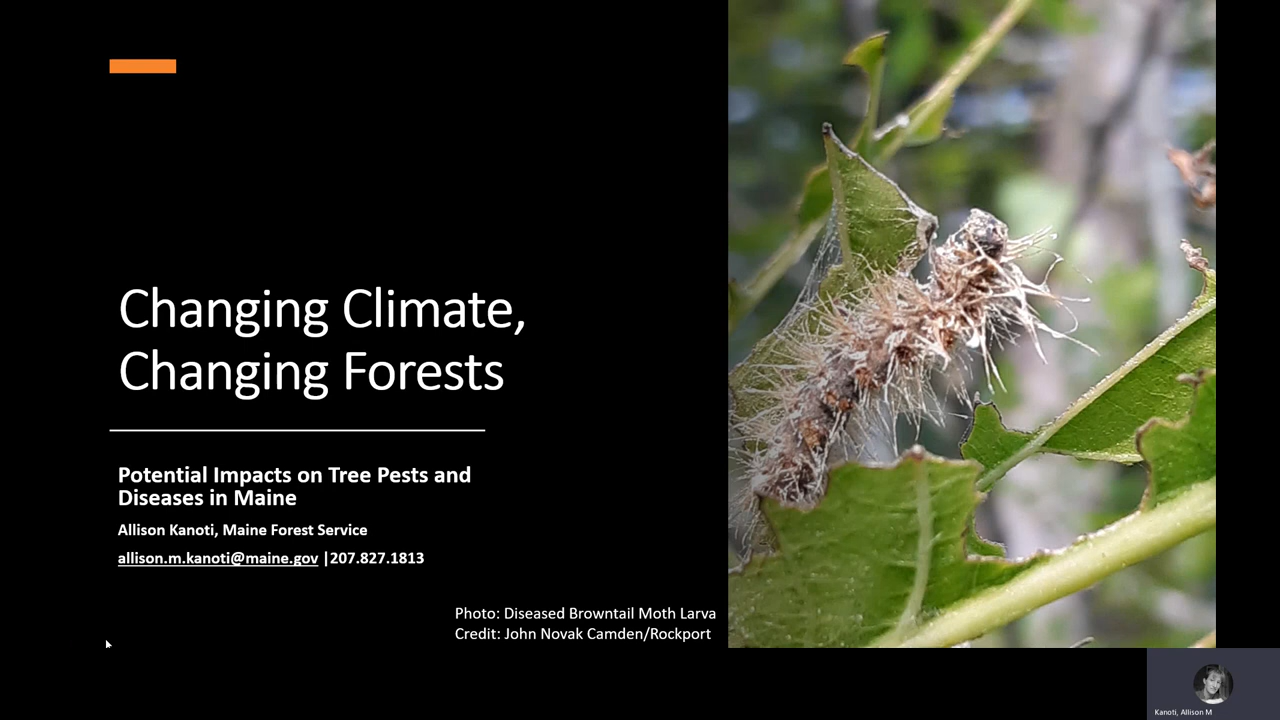 Changing Climate,
Changing Forests
Potential Impacts on Tree Pests and
Diseases in Maine
Allison Kanoti, Maine Forest Service
allison.m.kanoti@maine.gov |207.827.1813
Photo: Diseased Browntail Moth Larva
Credit: John Novak Camden/Rockport
Kanoti, Allison M